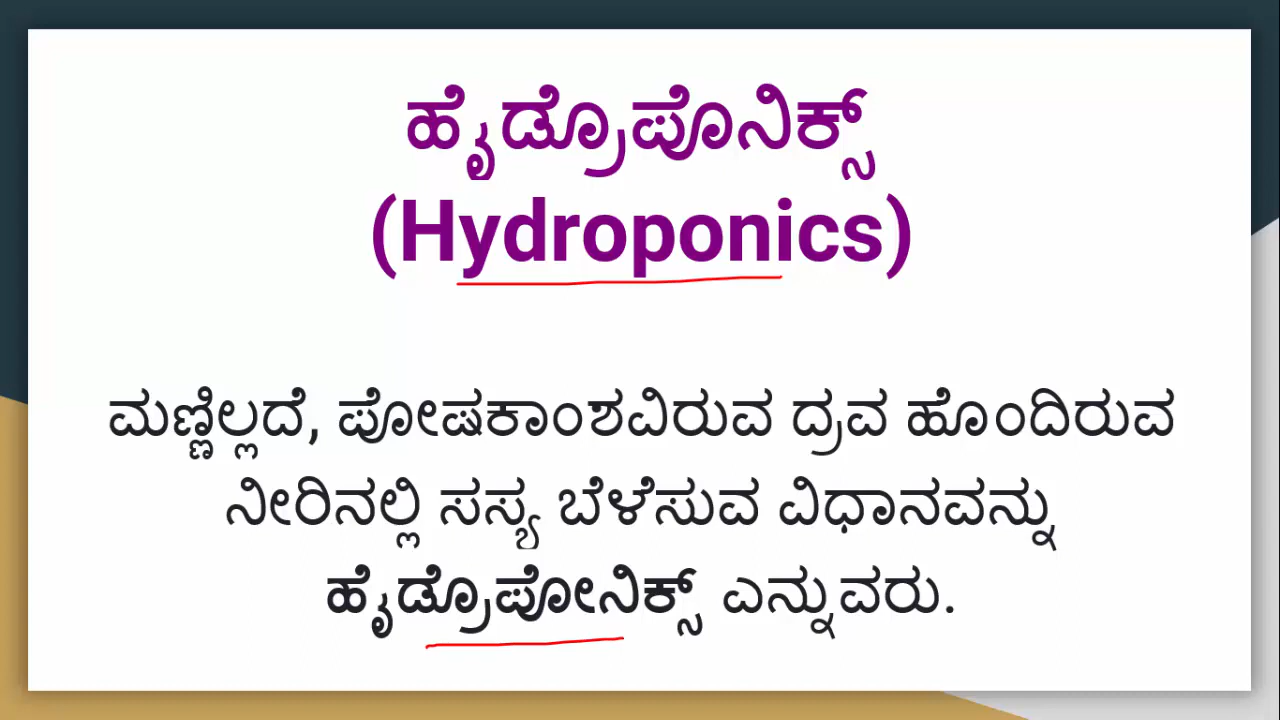 ಹೈಡ್ರೊಪೊನಿಕ್ಸ್
(Hydroponics)
ಮಣ್ಣಿಲ್ಲದೆ, ಪೋಷಕಾಂಶವಿರುವ ದ್ರವ ಹೊಂದಿರುವ
ನೀರಿನಲ್ಲಿ ಸಸ್ಯ ಬೆಳೆಸುವ ವಿಧಾನವನ್ನು
ಹೈಡ್ರೊಪೋನಿಕ್ಸ್ ಎನ್ನುವರು.